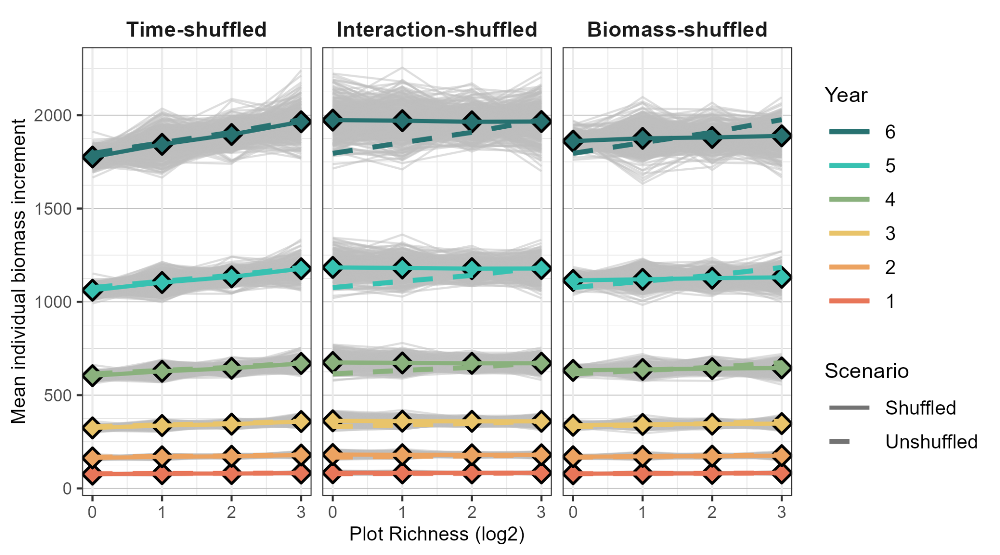 Time-shuffled Interaction-shuffled Biomass-shuffled
Mean individual biomass increment
2000
1500
1000
500
0
0 1 2 3 0 1 2 3 0 1 2 3
Plot Richness (log2)
Year
6
5
4
3
2
1
Scenario
Shuffled
Unshuffled